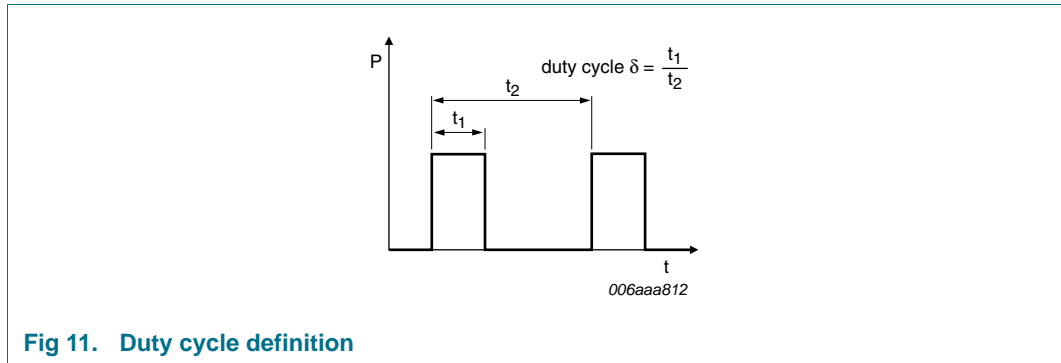 P
duty cycle δ = t1/t2
t2
t1
t
006aaa812
Fig 11. Duty cycle definition